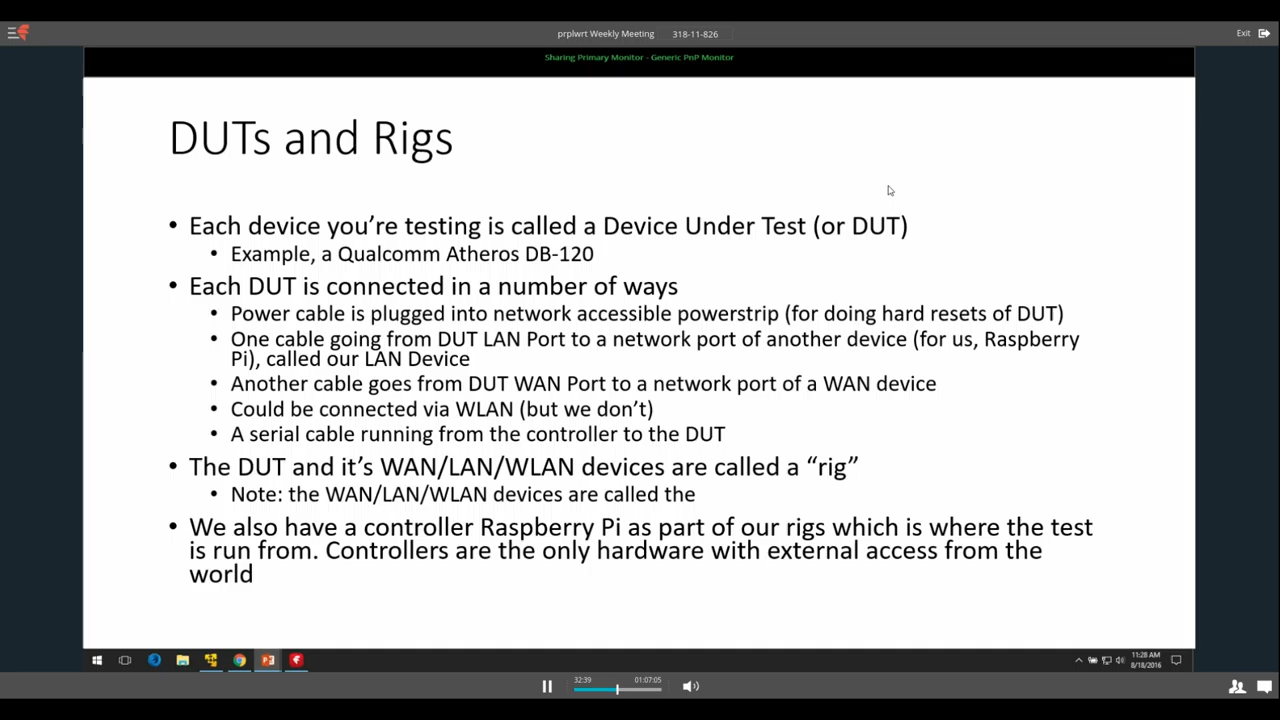 prplwrt Weekly Meeting 318-11-826 Exit
Sharing Primary Monitor - Generic PnP Monitor
DUTs and Rigs
• Each device you’re testing is called a Device Under Test (or DUT)
• Example, a Qualcomm Atheros DB-120
• Each DUT is connected in a number of ways
• Power cable is plugged into network accessible powerstrip (for doing hard resets of DUT)
• One cable going from DUT LAN Port to a network port of another device (for us, Raspberry
Pi), called our LAN Device
• Another cable goes from DUT WAN Port to a network port of a WAN device
• Could be connected via WLAN (but we don’t)
• A serial cable running from the controller to the DUT
• The DUT and it’s WAN/LAN/WLAN devices are called a “rig”
• Note: the WAN/LAN/WLAN devices are called the
• We also have a controller Raspberry Pi as part of our rigs which is where the test
is run from. Controllers are the only hardware with external access from the
world
11:28 AM
8/18/2016
32:39 01:07:05